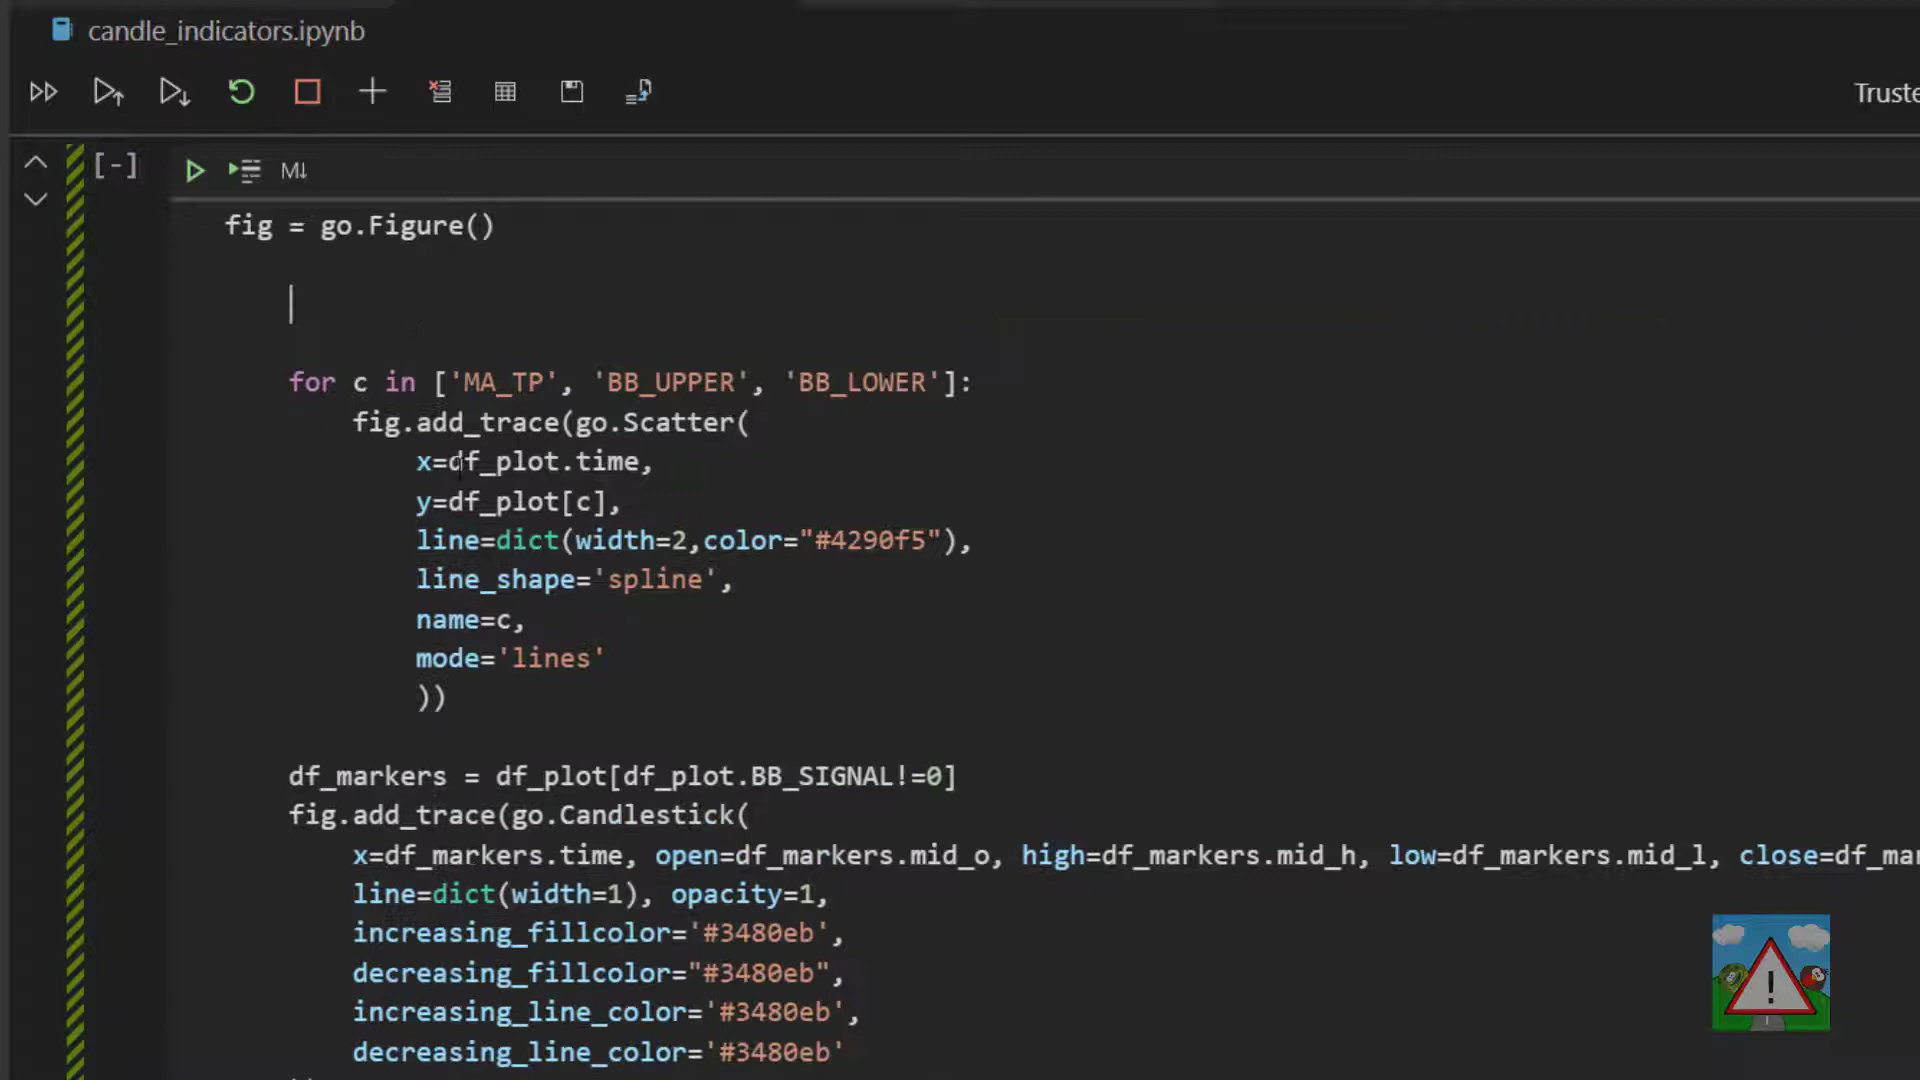 candle_indicators.ipynb
Truste
[-] M↓
fig = go.Figure()
for c in ['MA_TP', 'BB_UPPER', 'BB_LOWER']:
fig.add_trace(go.Scatter(
x=df_plot.time,
y=df_plot[c],
line=dict(width=2,color="#4290f5"),
line_shape='spline',
name=c,
mode='lines'
))
df_markers = df_plot[df_plot.BB_SIGNAL!=0]
fig.add_trace(go.Candlestick(
x=df_markers.time, open=df_markers.mid_o, high=df_markers.mid_h, low=df_markers.mid_l, close=df_mar
line=dict(width=1), opacity=1,
increasing_fillcolor='#3480eb',
decreasing_fillcolor="#3480eb",
increasing_line_color='#3480eb',
decreasing_line_color='#3480eb'